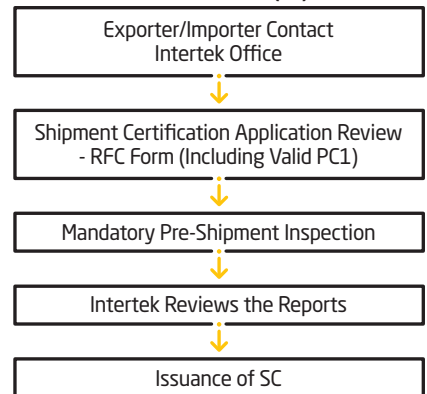 Exporter/Importer Contact
Intertek Office
Shipment Certification Application Review
- RFC Form (Including Valid PC1)
Mandatory Pre-Shipment Inspection
Intertek Reviews the Reports
Issuance of SC